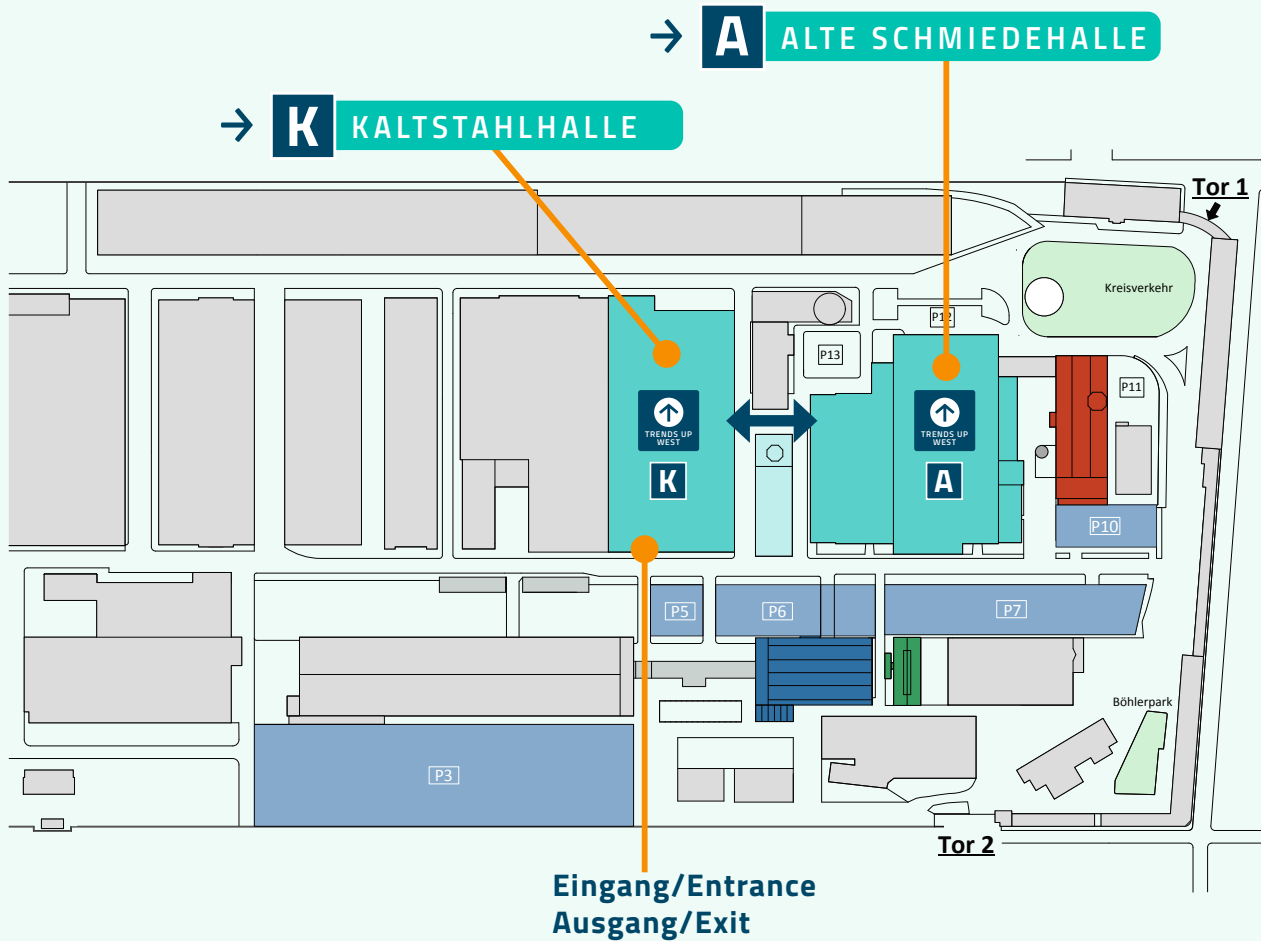 → A ALTE SCHMIEDEHALLE
→ K KALTSTAHLHALLE
Tor 1
Kreisverkehr
P12
P13
P11
TRENDS UP
WEST
K
TRENDS UP
WEST
A
P10
P5
P6
P7
Böhlerpark
P3
Tor 2
Eingang/Entrance
Ausgang/Exit